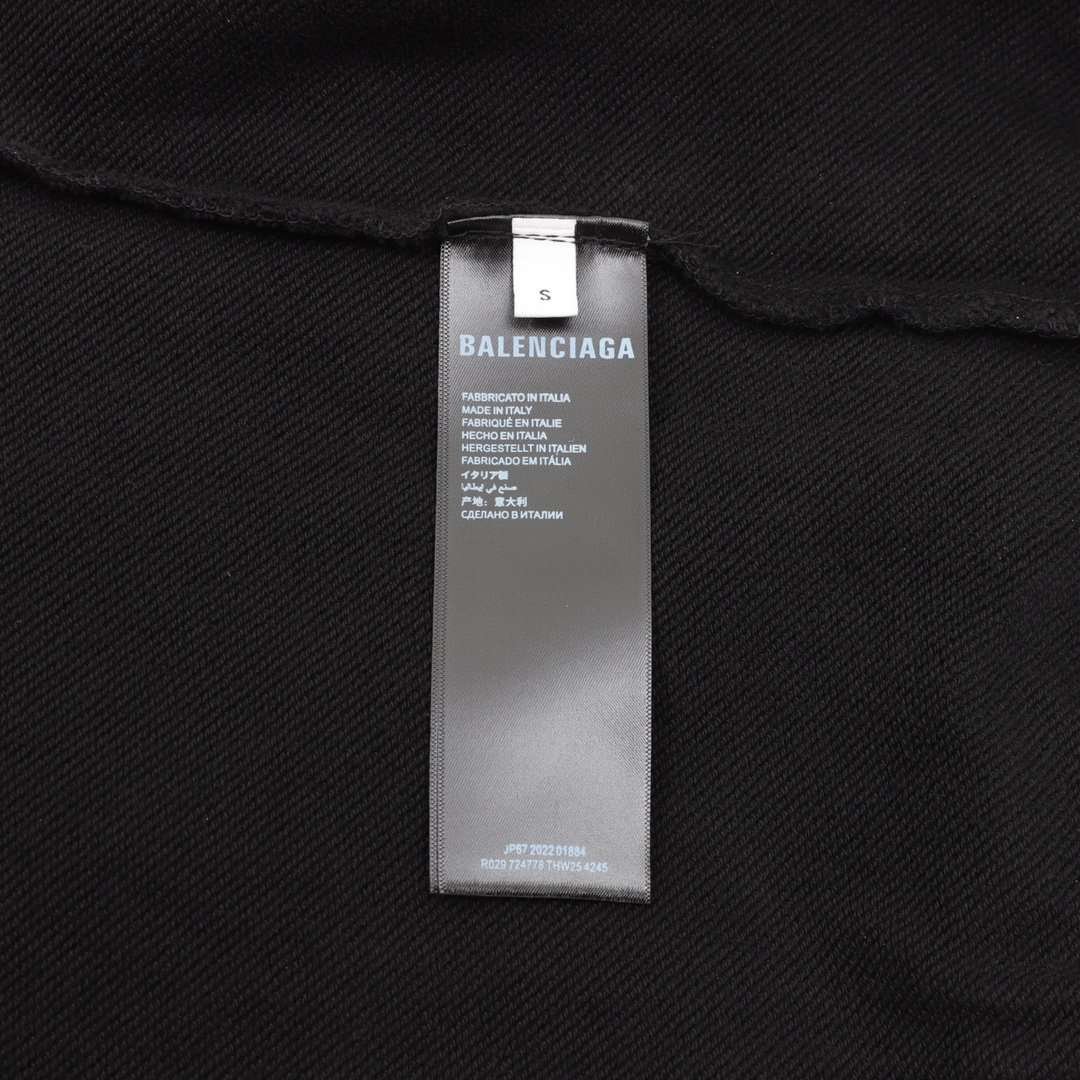 S
BALENCIAGA
FABBRICATO IN ITALIA
MADE IN ITALY
FABRIQUÉ EN ITALIE
HECHO EN ITALIA
HERGESTELLT IN ITALIEN
FABRICADO EM ITÁLIA
イタリア製
صنع في إيطاليا
产地：意大利
СДЕЛАНО В ИТАЛИИ
JP67 2022 01884
R029 724778 THW25 4245